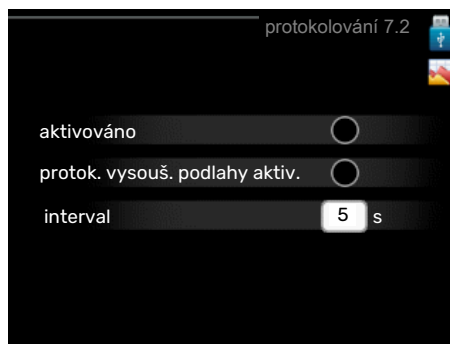 protokolování 7.2
aktivováno
protok. vysouš. podlahy aktiv.
interval 5 s